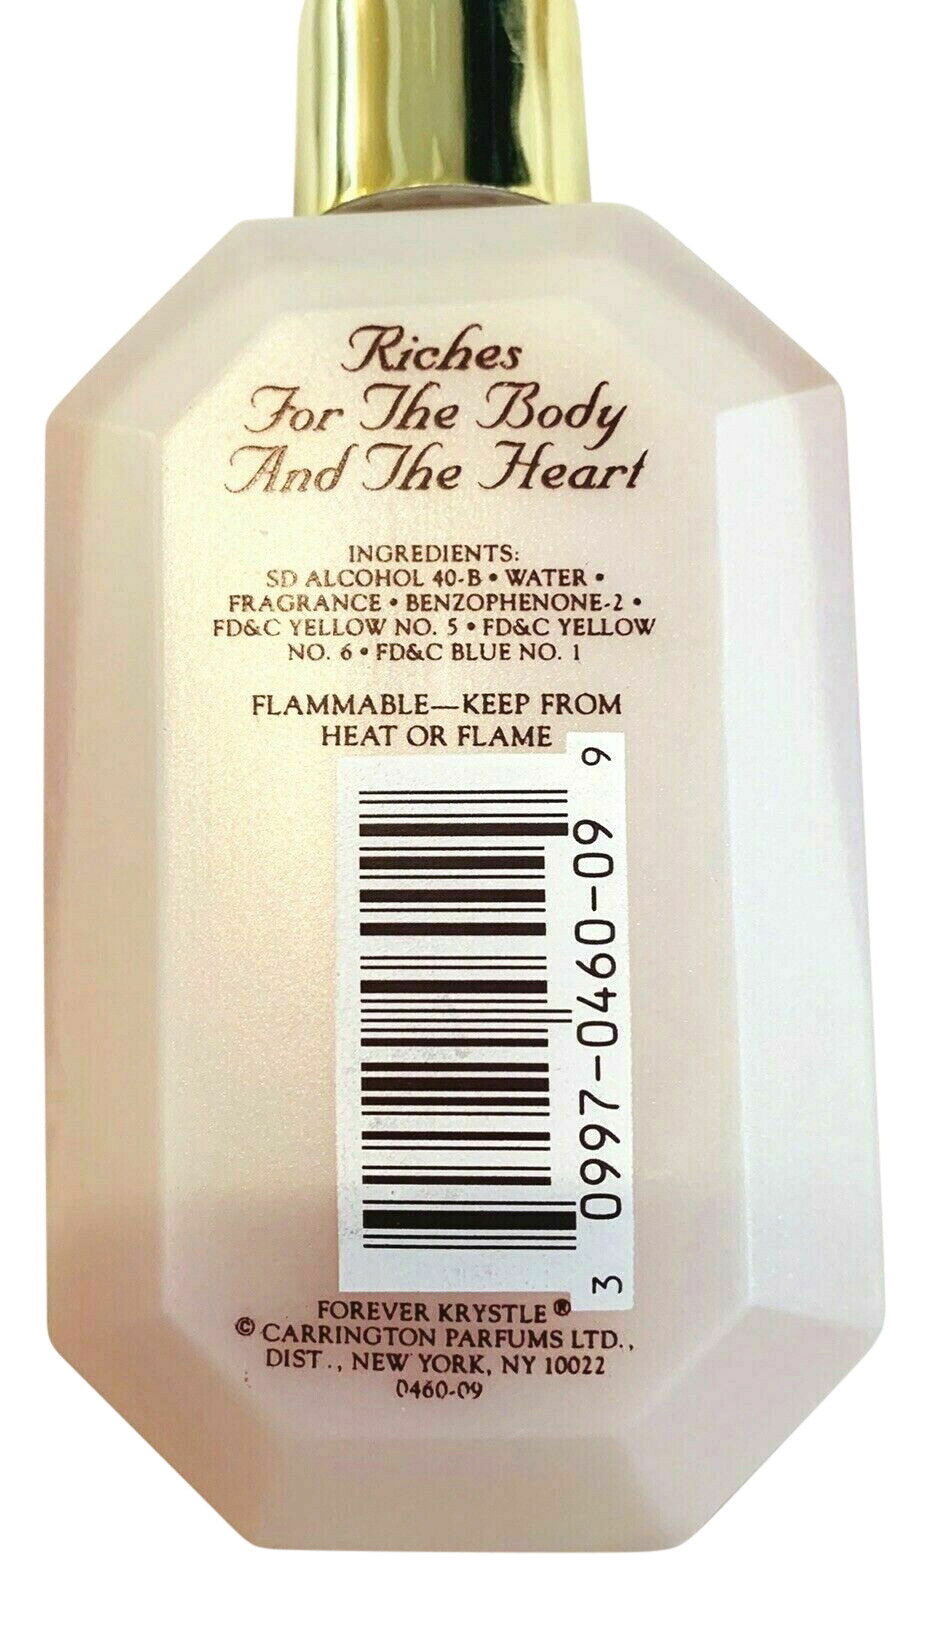 Riches
For The Body
And The Heart
INGREDIENTS:
SD ALCOHOL 40-B • WATER •
FRAGRANCE • BENZOPHENONE-2 •
FD&C YELLOW NO. 5 • FD&C YELLOW
NO. 6 • FD&C BLUE NO. 1
FLAMMABLE—KEEP FROM
HEAT OR FLAME
3 0997-0460-09 9
FOREVER KRYSTLE ®
© CARRINGTON PARFUMS LTD.,
DIST., NEW YORK, NY 10022
0460-09